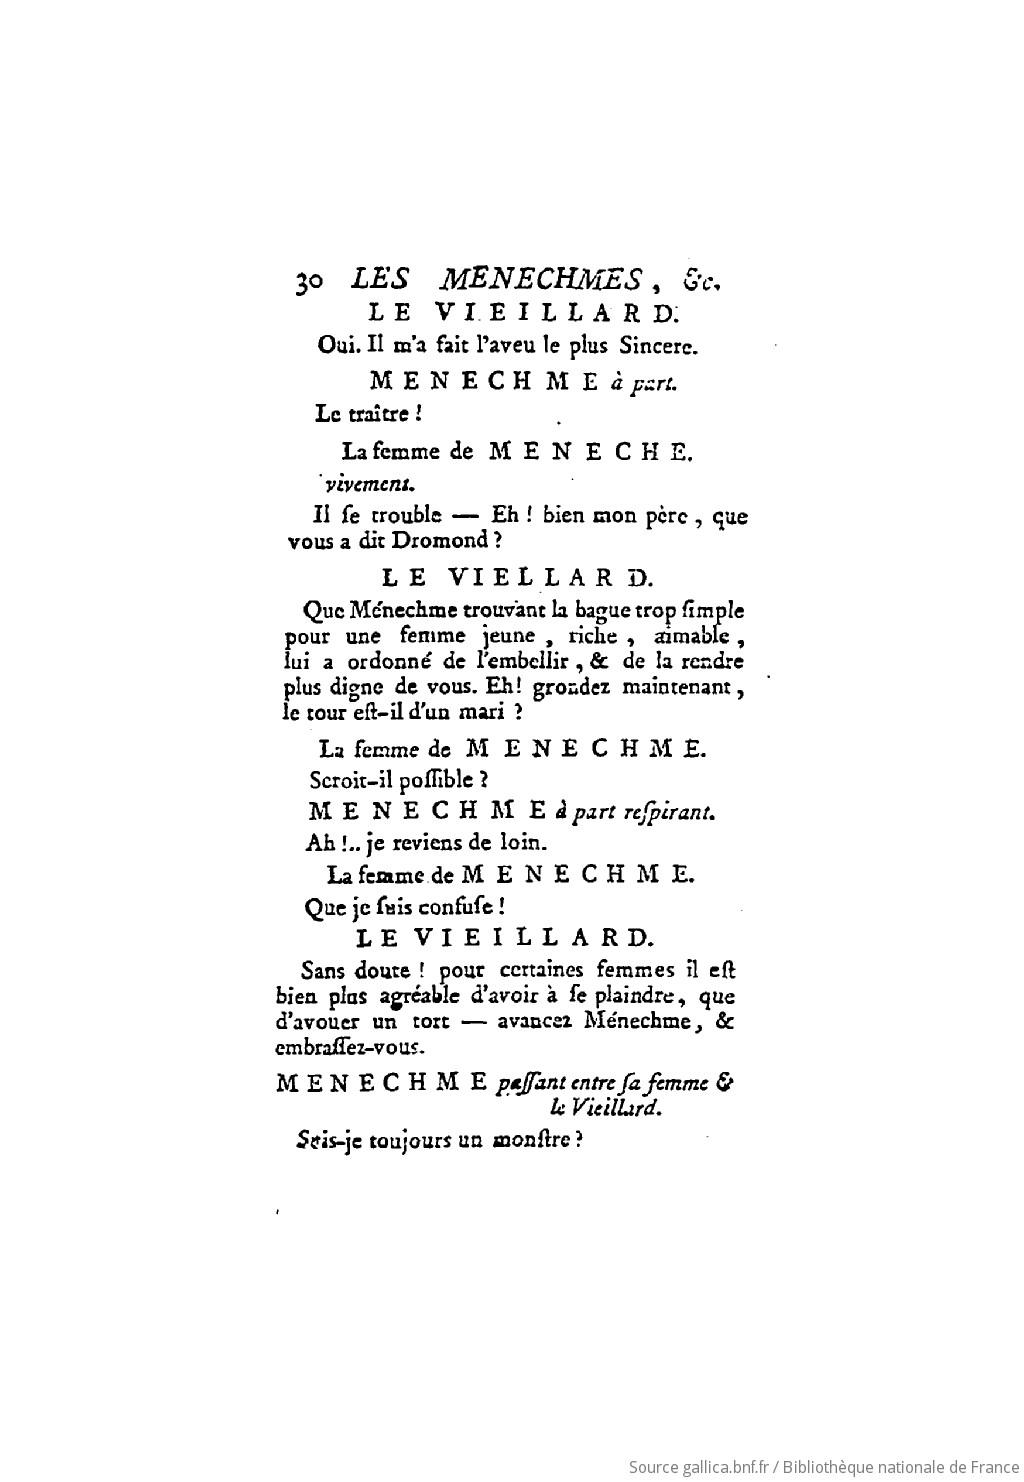 30 LES MENECHMES, &c.
LE VIEILLARD.
Oui. Il m'a fait l'aveu le plus Sincere.
MENECHME à part.
Le traître !
La femme de MENECHE.
vivement.
Il ſe trouble — Eh ! bien mon père, que
vous a dit Dromond ?
LE VIELLARD.
Que Ménechme trouvant la bague trop ſimple
pour une femme jeune, riche, aimable,
lui a ordonné de l'embellir, & de la rendre
plus digne de vous. Eh! grondez maintenant,
le tour eſt-il d'un mari ?
La femme de MENECHME.
Seroit-il poſſible ?
MENECHME à part reſpirant.
Ah !.. je reviens de loin.
La femme de MENECHME.
Que je ſuis confuſe !
LE VIEILLARD.
Sans doute ! pour certaines femmes il eſt
bien plus agréable d'avoir à ſe plaindre, que
d'avouer un tort — avancez Ménechme, &
embraſſez-vous.
MENECHME paſſant entre ſa femme &
le Vieillard.
Suis-je toujours un monſtre ?
Source gallica.bnf.fr / Bibliothèque nationale de France